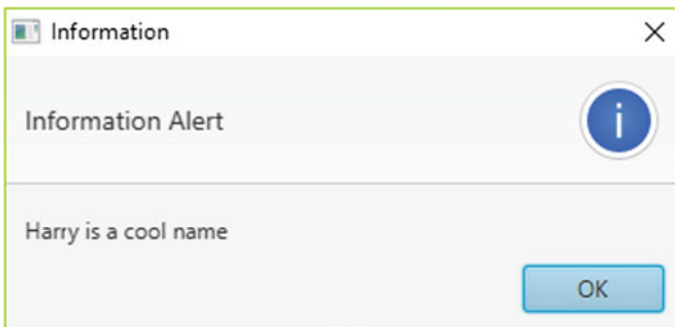 Information
Information Alert
i
Harry is a cool name
OK